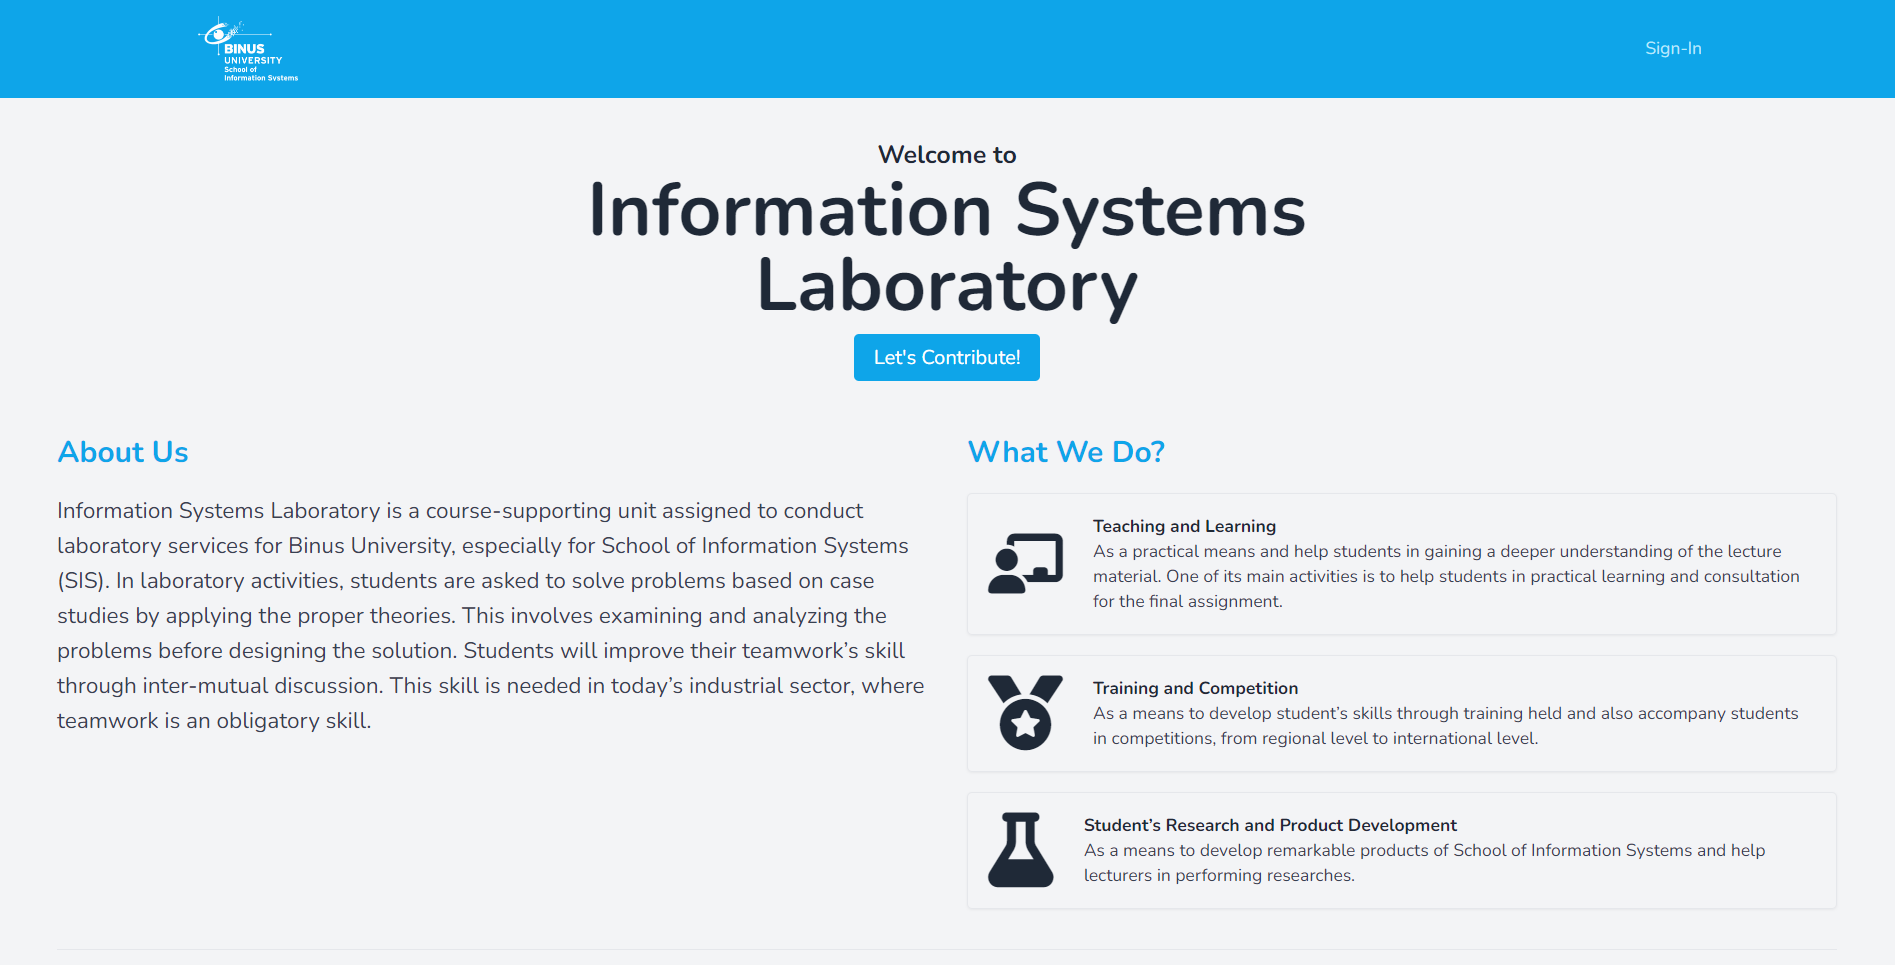 BINUS
UNIVERSITY
School of
Information Systems
Sign-In
Welcome to
Information Systems
Laboratory
Let's Contribute!
About Us
Information Systems Laboratory is a course-supporting unit assigned to conduct
laboratory services for Binus University, especially for School of Information Systems
(SIS). In laboratory activities, students are asked to solve problems based on case
studies by applying the proper theories. This involves examining and analyzing the
problems before designing the solution. Students will improve their teamwork’s skill
through inter-mutual discussion. This skill is needed in today’s industrial sector, where
teamwork is an obligatory skill.
What We Do?
Teaching and Learning
As a practical means and help students in gaining a deeper understanding of the lecture
material. One of its main activities is to help students in practical learning and consultation
for the final assignment.
Training and Competition
As a means to develop student’s skills through training held and also accompany students
in competitions, from regional level to international level.
Student’s Research and Product Development
As a means to develop remarkable products of School of Information Systems and help
lecturers in performing researches.